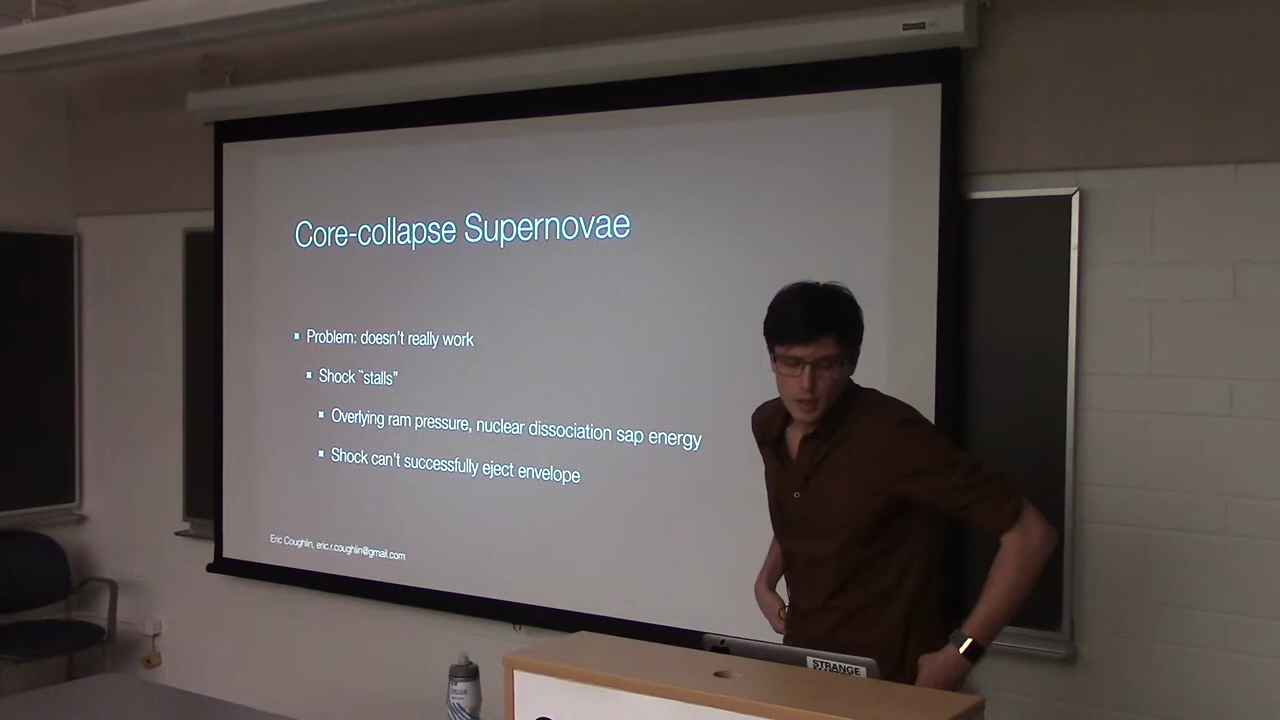 Core-collapse Supernovae
▪ Problem: doesn't really work
▪ Shock “stalls”
▪ Overlying ram pressure, nuclear dissociation sap energy
▪ Shock can't successfully eject envelope
Eric Coughlin, eric.r.coughlin@gmail.com
STRANGE